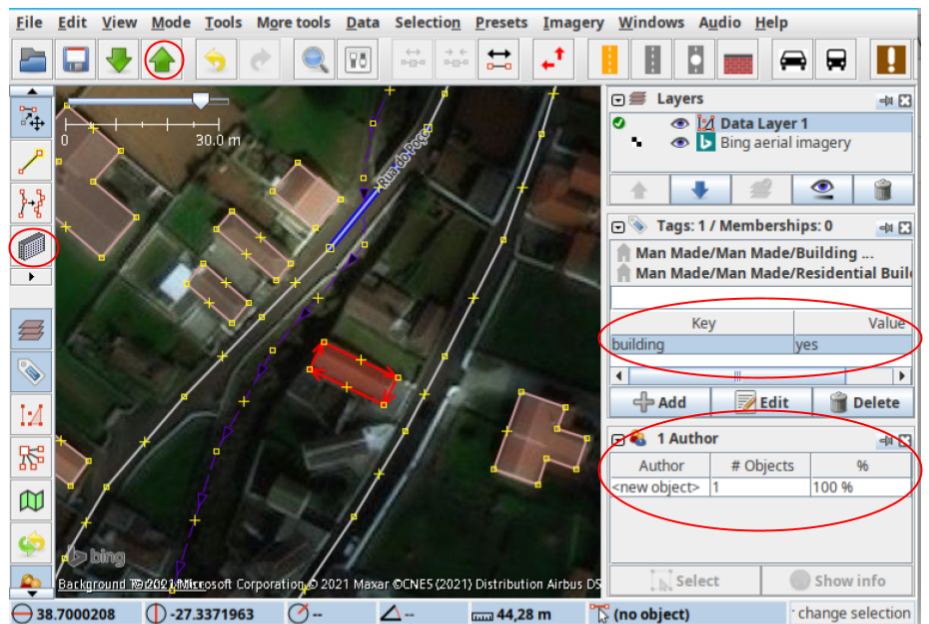 File Edit View Mode Tools More tools Data Selection Presets Imagery Windows Audio Help
0 30.0 m
Rua do Poço
Layers
Data Layer 1
Bing aerial imagery
Tags: 1 / Memberships: 0
Man Made/Man Made/Building ...
Man Made/Man Made/Residential Buil
Key Value
building yes
Add Edit Delete
1 Author
Author # Objects %
<new object> 1 100 %
Select Show info
bing
Background © 2021 Microsoft Corporation © 2021 Maxar ©CNES {2021} Distribution Airbus DS
38.7000208 -27.3371963 -- -- 44,28 m (no object) change selection